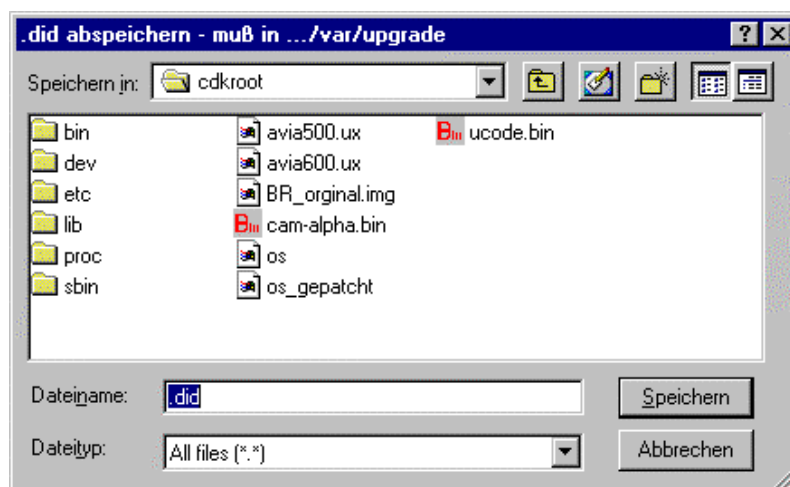 .did abspeichern - muß in .../var/upgrade
Speichern in: cdkroot
bin avia500.ux ucode.bin
dev avia600.ux
etc BR_orginal.img
lib cam-alpha.bin
proc os
sbin os_gepatcht
Dateiname: .did Speichern
Dateityp: All files (*.*) Abbrechen